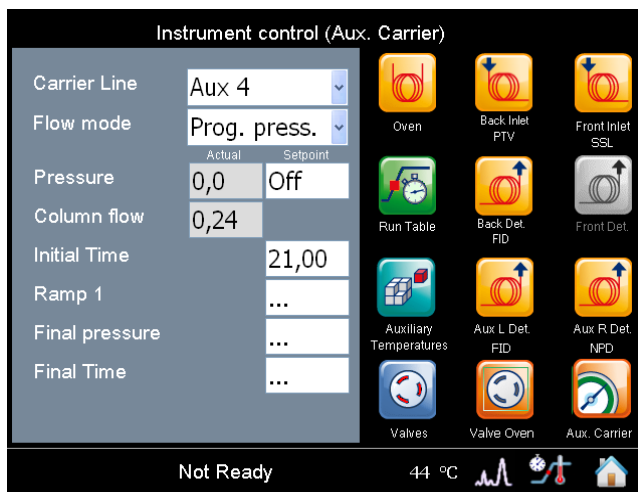 Instrument control (Aux. Carrier)
Carrier Line Aux 4
Flow mode Prog. press.
Actual Setpoint
Pressure 0,0 Off
Column flow 0,24
Initial Time 21,00
Ramp 1 ...
Final pressure ...
Final Time ...
Oven
Back Inlet
PTV
Front Inlet
SSL
Run Table
Back Det.
FID
Front Det.
Auxiliary
Temperatures
Aux L Det.
FID
Aux R Det.
NPD
Valves
Valve Oven
Aux. Carrier
Not Ready 44 °C